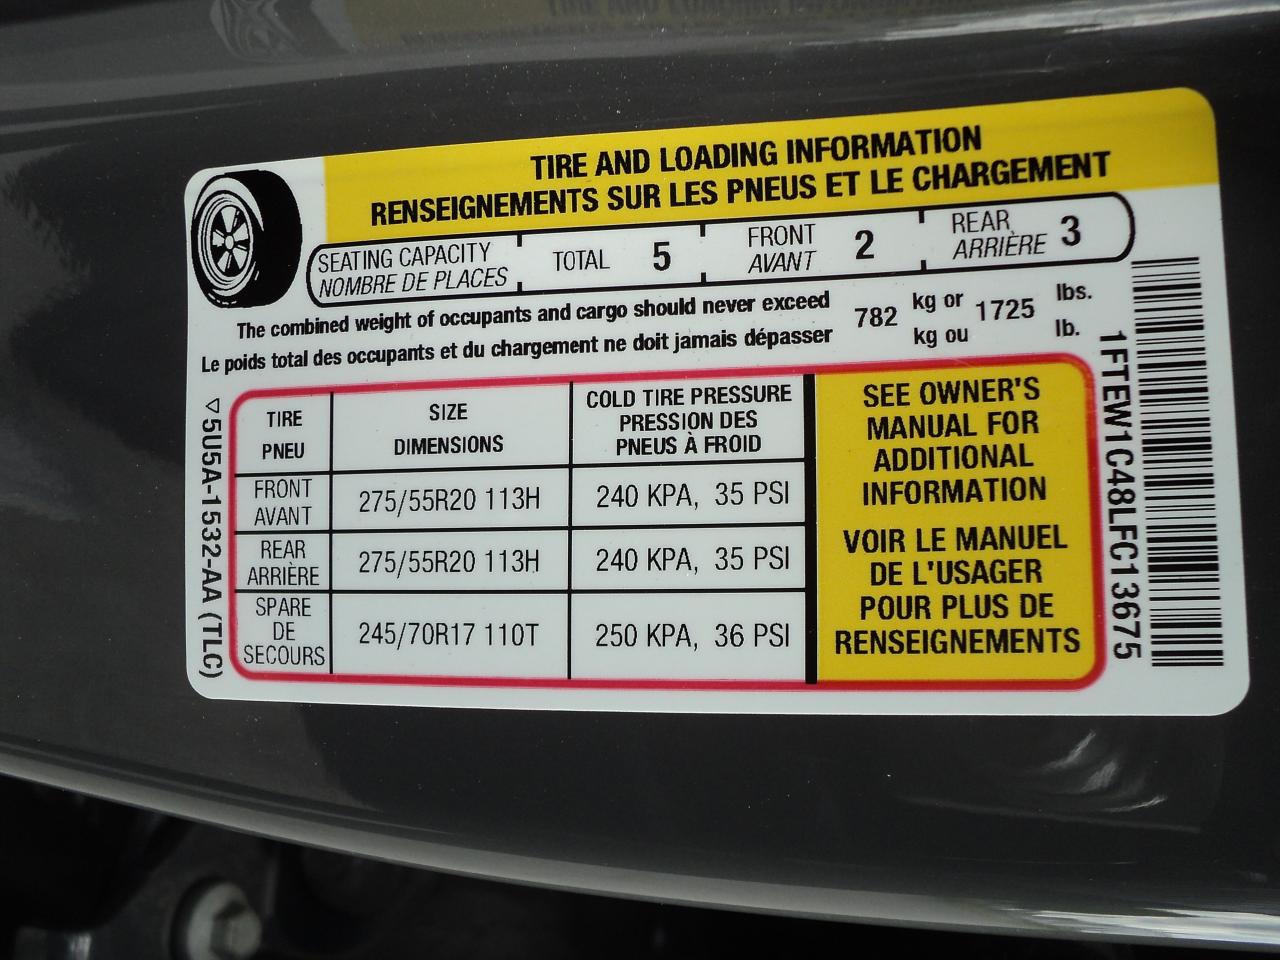 TIRE AND LOADING INFORMATION
RENSEIGNEMENTS SUR LES PNEUS ET LE CHARGEMENT
SEATING CAPACITY
NOMBRE DE PLACES
TOTAL 5
FRONT
AVANT
2
REAR
ARRIÈRE
3
The combined weight of occupants and cargo should never exceed
Le poids total des occupants et du chargement ne doit jamais dépasser
782
kg or
kg ou
1725
lbs.
lb.
TIRE
PNEU
SIZE
DIMENSIONS
COLD TIRE PRESSURE
PRESSION DES
PNEUS À FROID
FRONT
AVANT
275/55R20 113H
240 KPA, 35 PSI
REAR
ARRIÈRE
275/55R20 113H
240 KPA, 35 PSI
SPARE
DE
SECOURS
245/70R17 110T
250 KPA, 36 PSI
SEE OWNER'S
MANUAL FOR
ADDITIONAL
INFORMATION
VOIR LE MANUEL
DE L'USAGER
POUR PLUS DE
RENSEIGNEMENTS
5U5A-1532-AA (TLC)
1FTEW1C48LFC13675